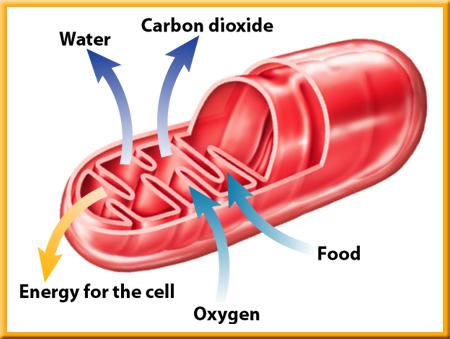 Carbon dioxide
Water
Food
Energy for the cell
Oxygen